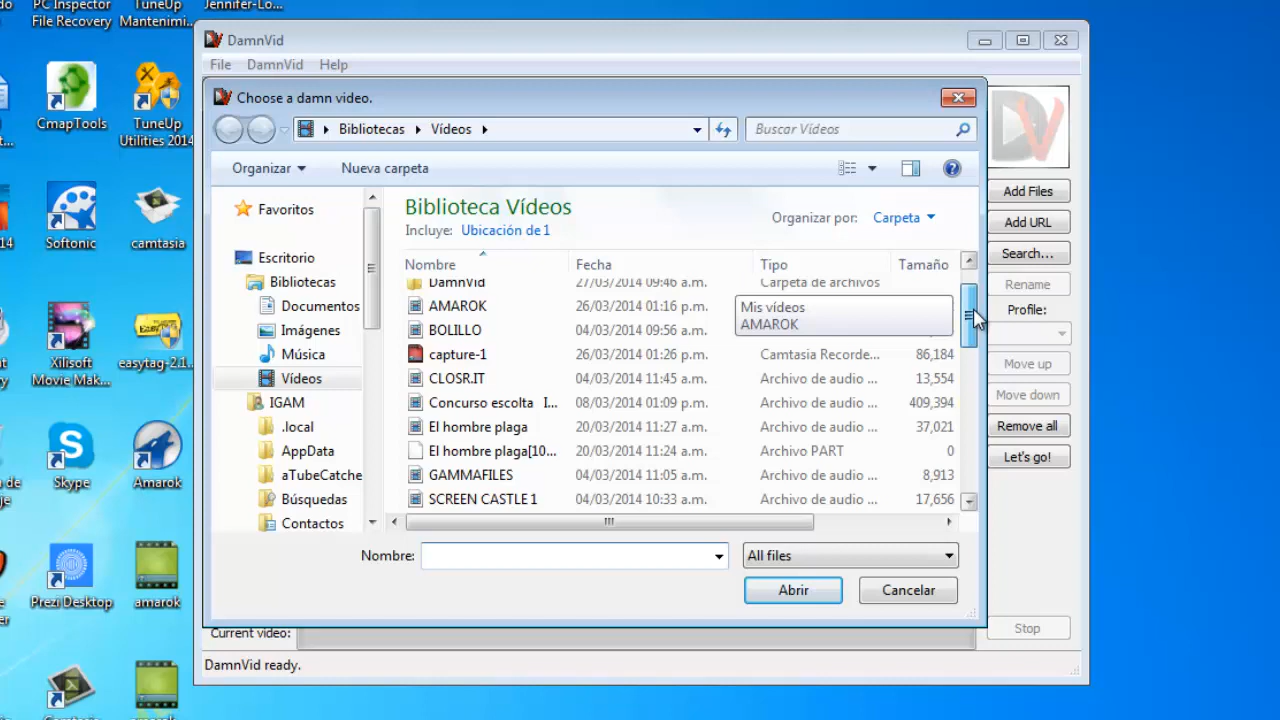 PC Inspector
File Recovery
TuneUp
Mantenimi...
Jennifer-Lo...
CmapTools
TuneUp
Utilities 2014
Softonic
camtasia
Xilisoft
Movie Mak...
easytag-2.1...
Skype
Amarok
Prezi Desktop
amarok
DamnVid
File DamnVid Help
Choose a damn video.
Bibliotecas Vídeos
Buscar Vídeos
Organizar Nueva carpeta
Favoritos
Escritorio
Bibliotecas
Documentos
Imágenes
Música
Vídeos
IGAM
.local
AppData
aTubeCatche
Búsquedas
Contactos
Biblioteca Vídeos
Incluye: Ubicación de 1
Organizar por: Carpeta
Nombre Fecha Tipo Tamaño
DamnVid 27/03/2014 09:46 a.m. Carpeta de archivos
AMAROK 26/03/2014 01:16 p.m.
BOLILLO 04/03/2014 09:56 a.m.
capture-1 26/03/2014 01:26 p.m. Camtasia Recorde... 86,184
CLOSR.IT 04/03/2014 11:45 a.m. Archivo de audio ... 13,554
Concurso escolta I... 08/03/2014 01:09 p.m. Archivo de audio ... 409,394
El hombre plaga 20/03/2014 11:27 a.m. Archivo de audio ... 37,021
El hombre plaga[10... 20/03/2014 11:24 a.m. Archivo PART 0
GAMMAFILES 04/03/2014 11:05 a.m. Archivo de audio ... 8,913
SCREEN CASTLE1 04/03/2014 10:33 a.m. Archivo de audio ... 17,656
Mis vídeos
AMAROK
Nombre:
All files
Abrir Cancelar
Add Files
Add URL
Search...
Rename
Profile:
Move up
Move down
Remove all
Let's go!
Stop
Current video:
DamnVid ready.